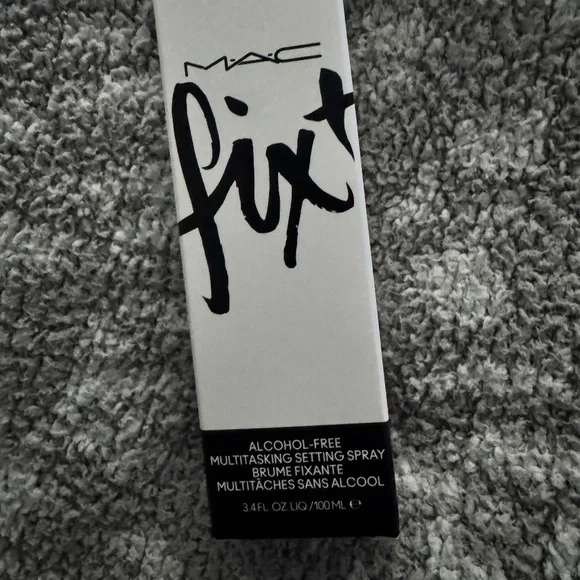 M·A·C
fix+
ALCOHOL-FREE
MULTITASKING SETTING SPRAY
BRUME FIXANTE
MULTITÂCHES SANS ALCOOL
3.4 FL. OZ. LIQ / 100 ML ℮